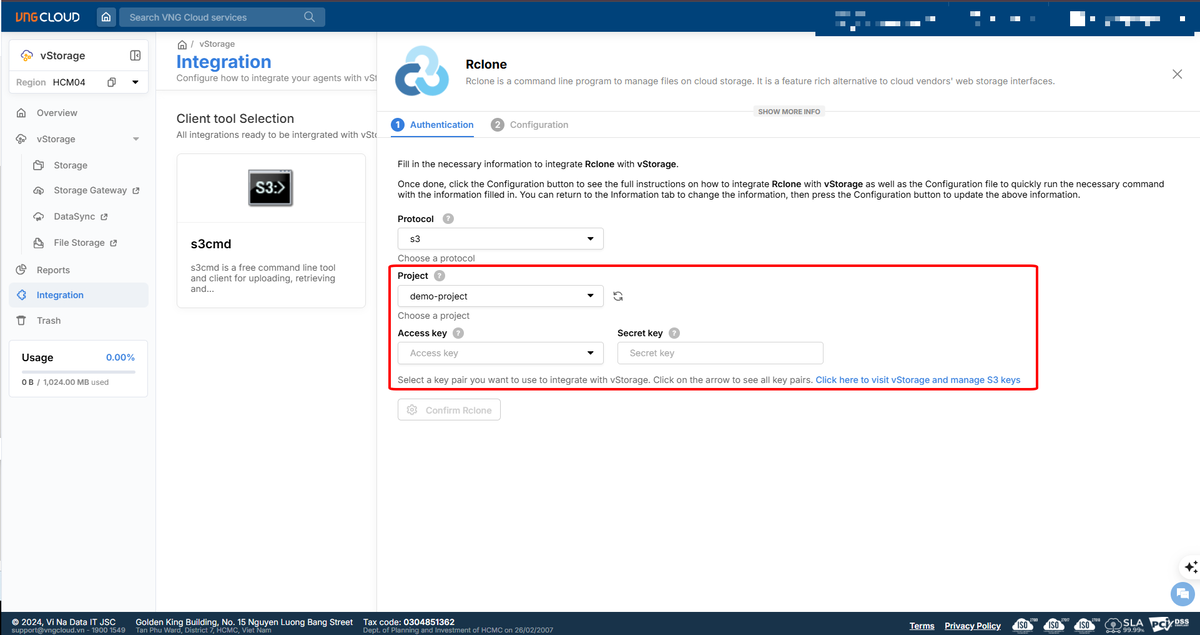 VNG CLOUD
Search VNG Cloud services
vStorage
Region HCM04
Overview
vStorage
Storage
Storage Gateway
DataSync
File Storage
Reports
Integration
Trash
Usage 0.00%
0 B / 1,024.00 MB used
/ vStorage
Integration
Configure how to integrate your agents with vSt
Client tool Selection
All integrations ready to be intergrated with vSto
S3:>
s3cmd
s3cmd is a free command line tool
and client for uploading, retrieving
and...
Rclone
Rclone is a command line program to manage files on cloud storage. It is a feature rich alternative to cloud vendors' web storage interfaces.
SHOW MORE INFO
1 Authentication
2 Configuration
Fill in the necessary information to integrate Rclone with vStorage.
Once done, click the Configuration button to see the full instructions on how to integrate Rclone with vStorage as well as the Configuration file to quickly run the necessary command
with the information filled in. You can return to the Information tab to change the information, then press the Configuration button to update the above information.
Protocol ?
s3
Choose a protocol
Project ?
demo-project
Choose a project
Access key ? Secret key ?
Access key Secret key
Select a key pair you want to use to integrate with vStorage. Click on the arrow to see all key pairs. Click here to visit vStorage and manage S3 keys
Confirm Rclone
© 2024, Vi Na Data IT JSC
support@vngcloud.vn - 1900 1549
Golden King Building, No. 15 Nguyen Luong Bang Street
Tan Phu Ward, District 7, HCMC, Viet Nam
Tax code: 0304851362
Dept. of Planning and Investment of HCMC on 26/02/2007
Terms
Privacy Policy
ISO
ISO
ISO
SLA
99.99%
PCI DSS